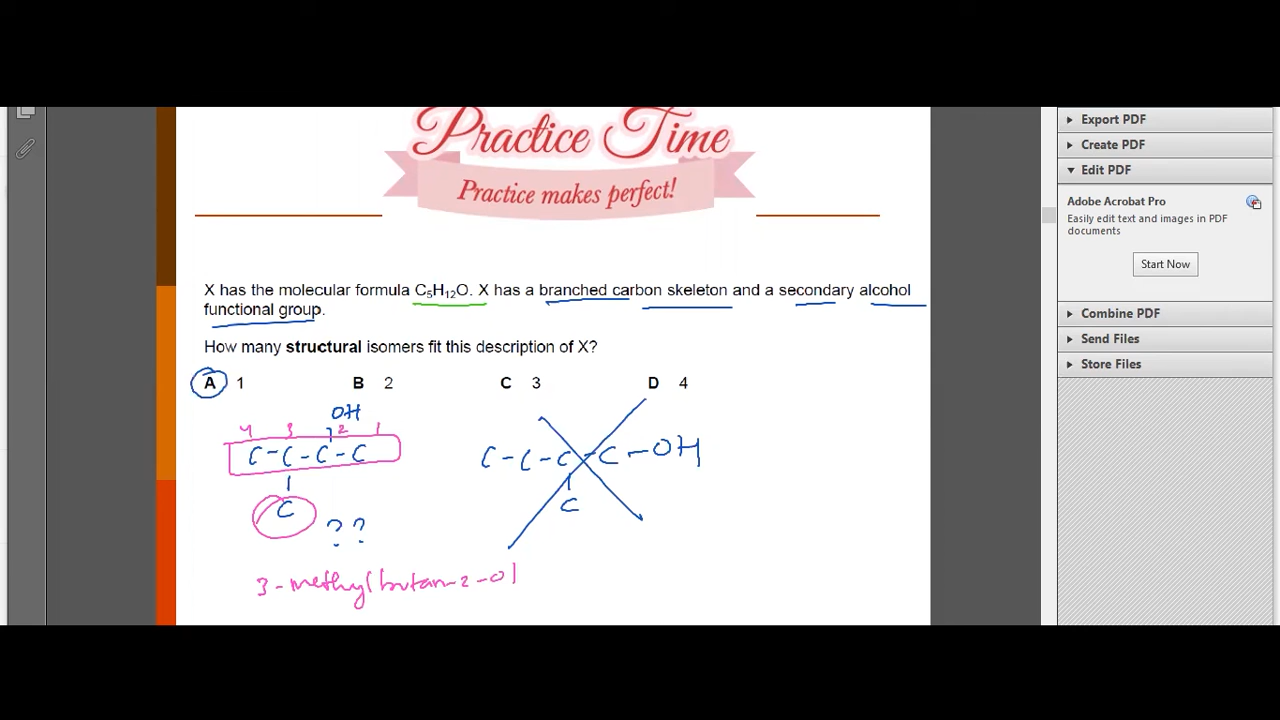 Practice Time
Practice makes perfect!
Export PDF
Create PDF
Edit PDF
Adobe Acrobat Pro
Easily edit text and images in PDF
documents
Start Now
Combine PDF
Send Files
Store Files
X has the molecular formula C₅H₁₂O. X has a branched carbon skeleton and a secondary alcohol
functional group.
How many structural isomers fit this description of X?
A 1 B 2 C 3 D 4
OH
4 3 2 1
C - C - C - C
C
? ?
C - C - C - C - OH
C
3-methylbutan-2-ol